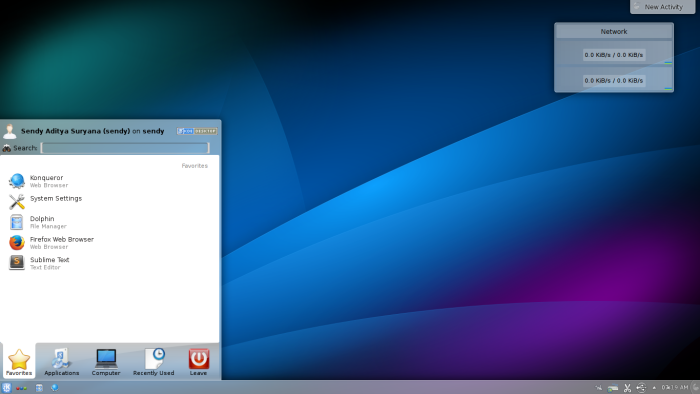 New Activity
Network
0.0 KiB/s / 0.0 KiB/s
0.0 KiB/s / 0.0 KiB/s
Sendy Aditya Suryana (sendy) on sendy
KDE DESKTOP
Search:
Favorites
Konqueror
Web Browser
System Settings
Dolphin
File Manager
Firefox Web Browser
Web Browser
Sublime Text
Text Editor
Favorites
Applications
Computer
Recently Used
Leave